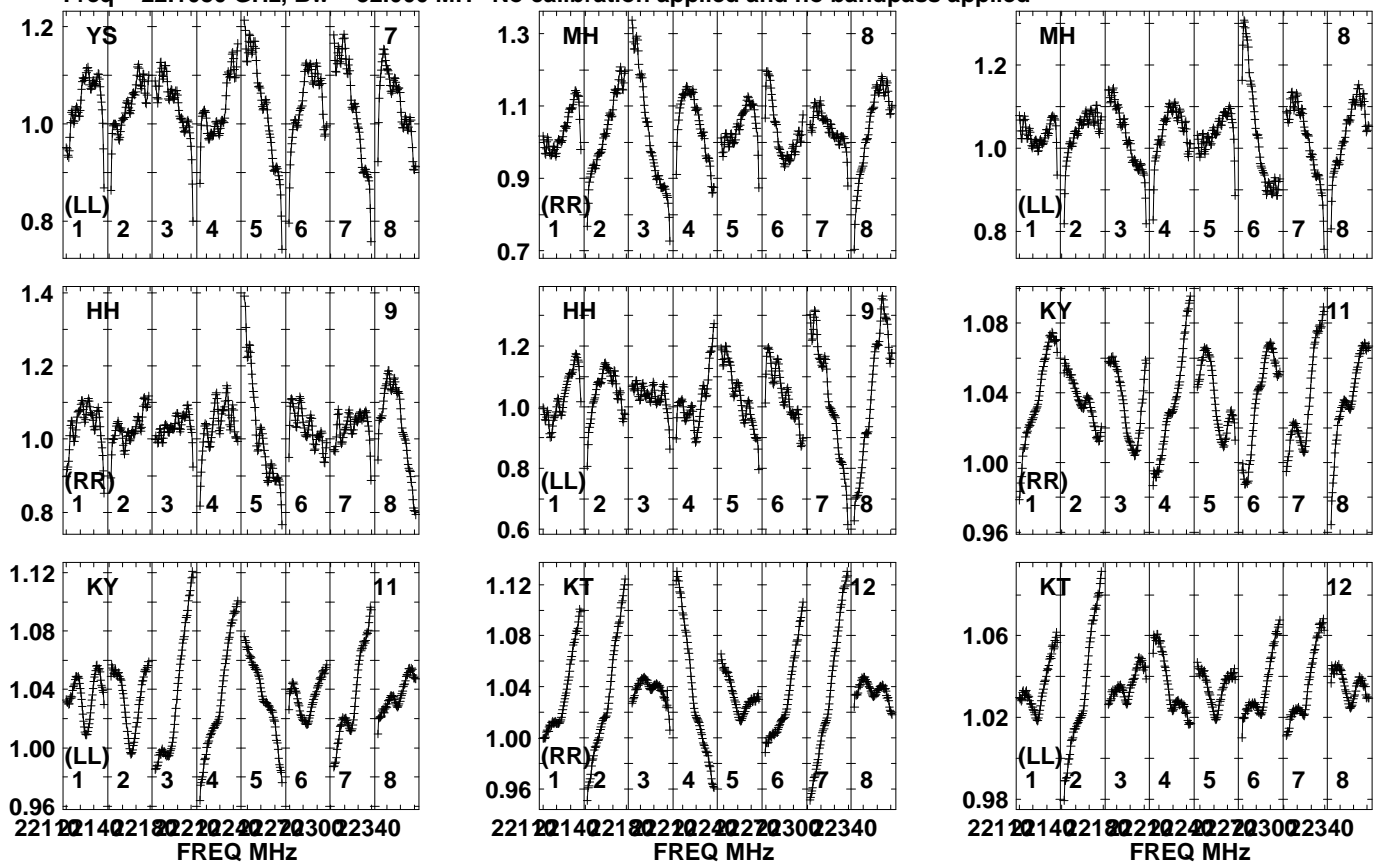 No calibration applied and no bandpass applied
1.2 YS 7
1.0
0.8 (LL)
1 2 3 4 5 6 7 8
1.3 MH 8
1.1
0.9
0.7 (RR)
1 2 3 4 5 6 7 8
1.2 MH 8
1.0
0.8 (LL)
1 2 3 4 5 6 7 8
1.4 HH 9
1.2
1.0
0.8 (RR)
1 2 3 4 5 6 7 8
1.2 HH 9
1.0
0.8
0.6 (LL)
1 2 3 4 5 6 7 8
1.08 KY 11
1.04
1.00
0.96 (RR)
1 2 3 4 5 6 7 8
1.12 KY 11
1.08
1.04
1.00
0.96 (LL)
1 2 3 4 5 6 7 8
FREQ MHz
1.12 KT 12
1.08
1.04
1.00
0.96 (RR)
1 2 3 4 5 6 7 8
FREQ MHz
KT 12
1.06
1.02
0.98 (LL)
1 2 3 4 5 6 7 8
22340
22340
22340